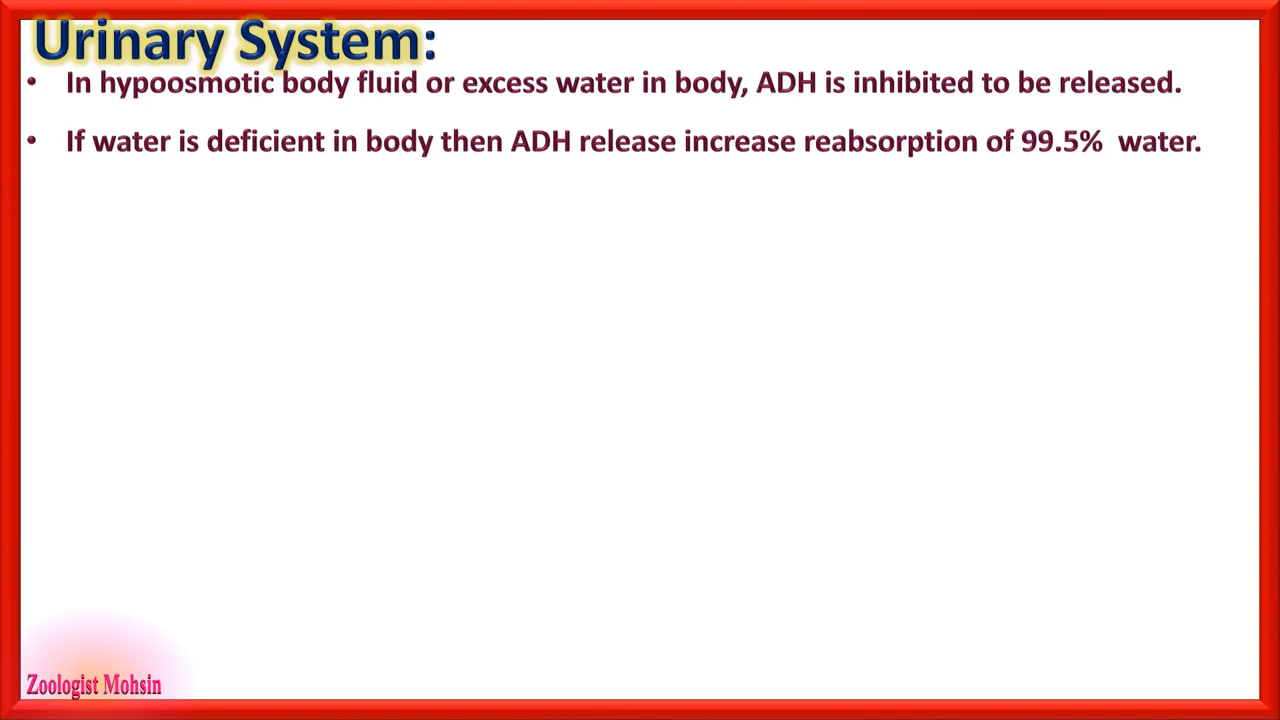 Urinary System:
• In hypoosmotic body fluid or excess water in body, ADH is inhibited to be released.
• If water is deficient in body then ADH release increase reabsorption of 99.5% water.
Zoologist Mohsin